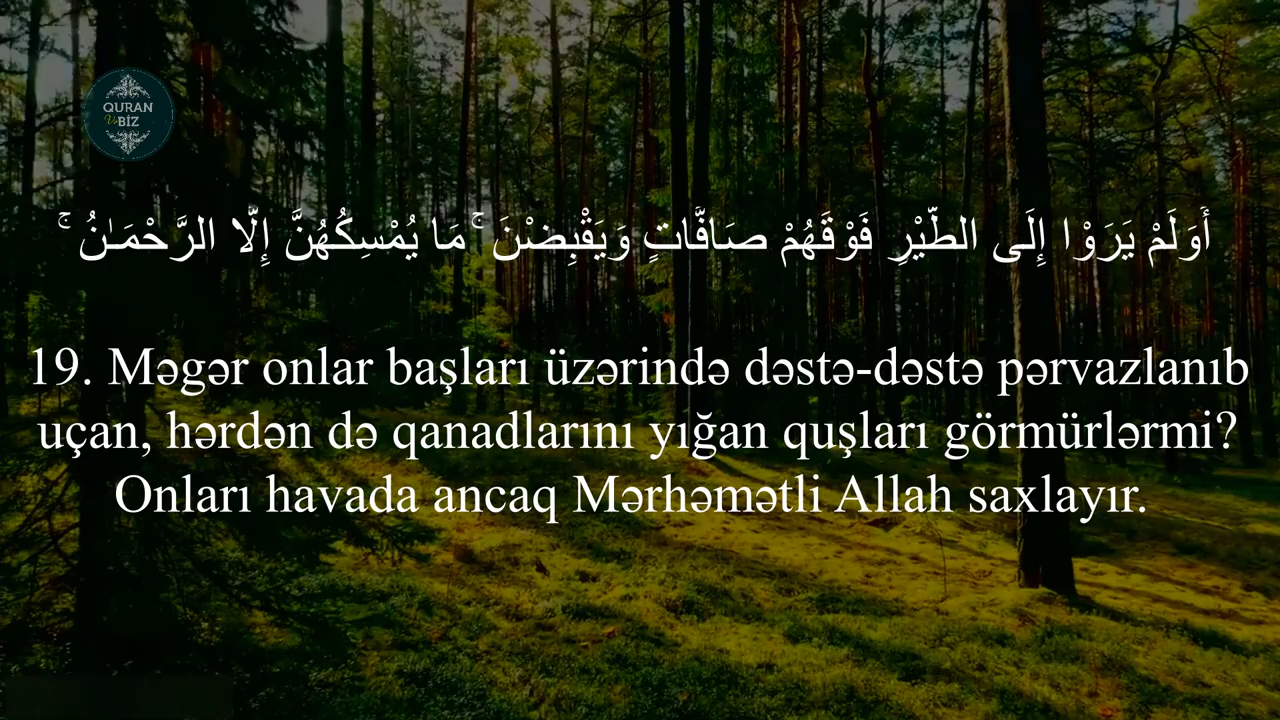 QURAN
Və BİZ
أَوَلَمْ يَرَوْا إِلَى الطَّيْرِ فَوْقَهُمْ صَافَّاتٍ وَيَقْبِضْنَ ۚ مَا يُمْسِكُهُنَّ إِلَّا الرَّحْمَـٰنُ ۚ
19. Məgər onlar başları üzərində dəstə-dəstə pərvazlanıb
uçan, hərdən də qanadlarını yığan quşları görmürlərmi?
Onları havada ancaq Mərhəmətli Allah saxlayır.